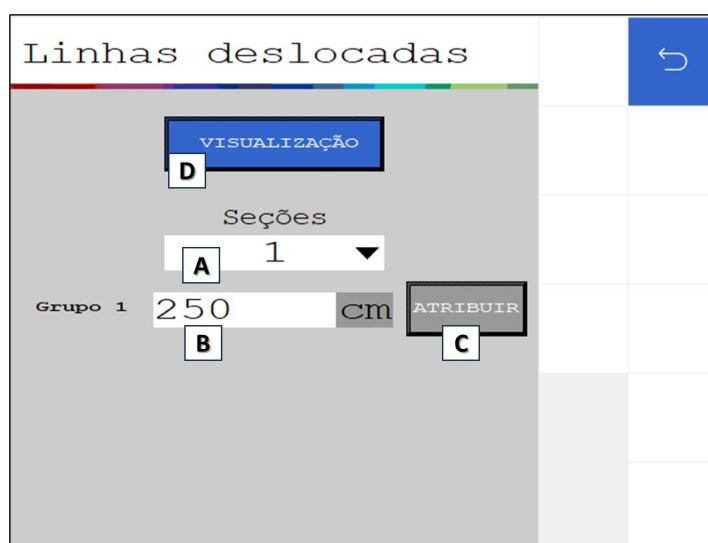 Linhas deslocadas
VISUALIZAÇÃO
D
Seções
1
A
Grupo 1 250 cm ATRIBUIR
B C